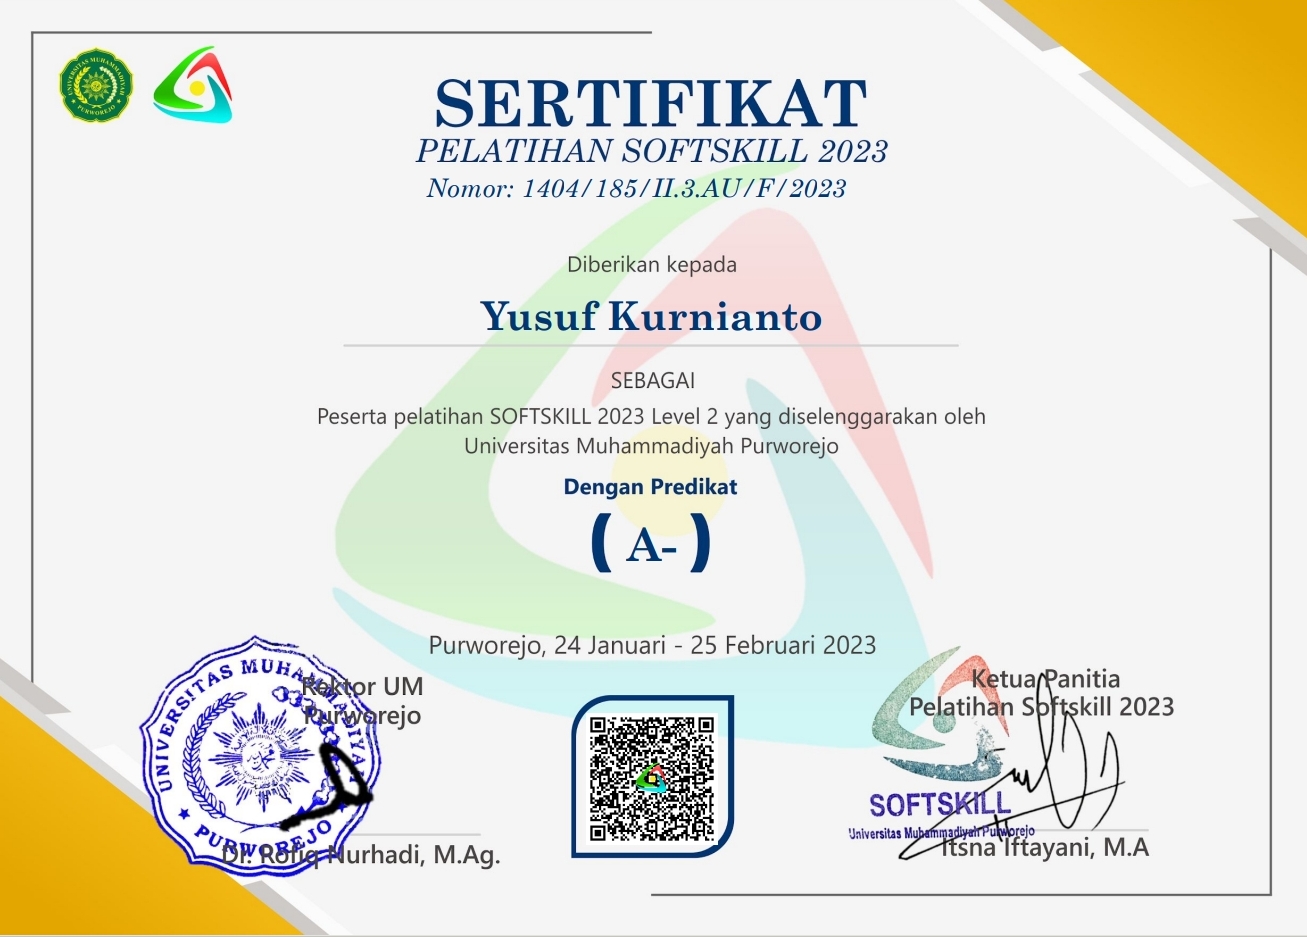 SERTIFIKAT
PELATIHAN SOFTSKILL 2023
Nomor: 1404/185/II.3.AU/F/2023
Diberikan kepada
Yusuf Kurnianto
SEBAGAI
Peserta pelatihan SOFTSKILL 2023 Level 2 yang diselenggarakan oleh
Universitas Muhammadiyah Purworejo
Dengan Predikat
( A- )
Purworejo, 24 Januari - 25 Februari 2023
Rektor UM
Purworejo
UNIVERSITAS MUHAMMADIYAH
PURWOREJO
Dr. Rofiq Nurhadi, M.Ag.
Ketua Panitia
Pelatihan Softskill 2023
SOFTSKILL
Universitas Muhammadiyah Purworejo
Itsna Iftayani, M.A
UNIVERSITAS MUHAMMADIYAH
PURWOREJO